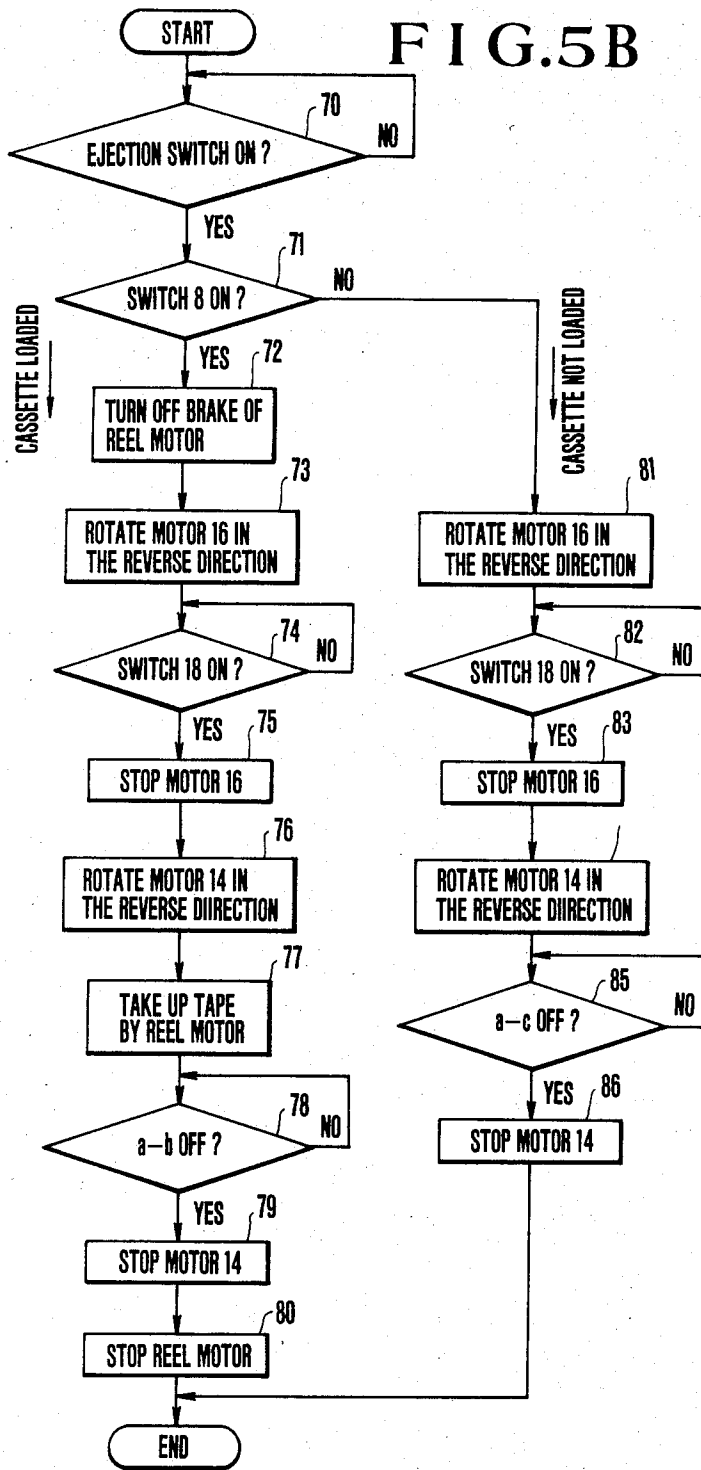 START
FIG.5B
70
EJECTION SWITCH ON ?
NO
YES
71
SWITCH 8 ON ?
NO
YES
CASSETTE LOADED
CASSETTE NOT LOADED
72
TURN OFF BRAKE OF
REEL MOTOR
73
ROTATE MOTOR 16 IN
THE REVERSE DIRECTION
74
SWITCH 18 ON ?
NO
YES
75
STOP MOTOR 16
76
ROTATE MOTOR 14 IN
THE REVERSE DIIRECTION
77
TAKE UP TAPE
BY REEL MOTOR
78
a–b OFF ?
NO
YES
79
STOP MOTOR 14
80
STOP REEL MOTOR
81
ROTATE MOTOR 16 IN
THE REVERSE DIRECTION
82
SWITCH 18 ON ?
NO
YES
83
STOP MOTOR 16
ROTATE MOTOR 14 IN
THE REVERSE DIIRECTION
85
a–c OFF ?
NO
YES
86
STOP MOTOR 14
END